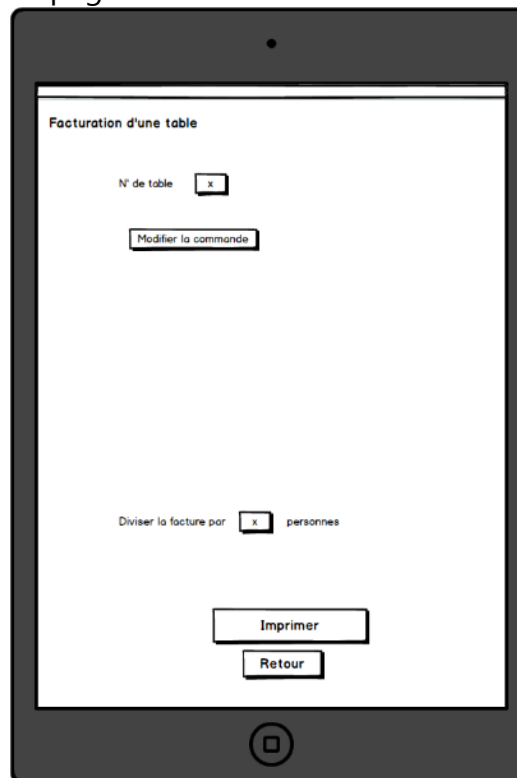 Facturation d'une table
N° de table x
Modifier la commande
Diviser la facture par x personnes
Imprimer
Retour